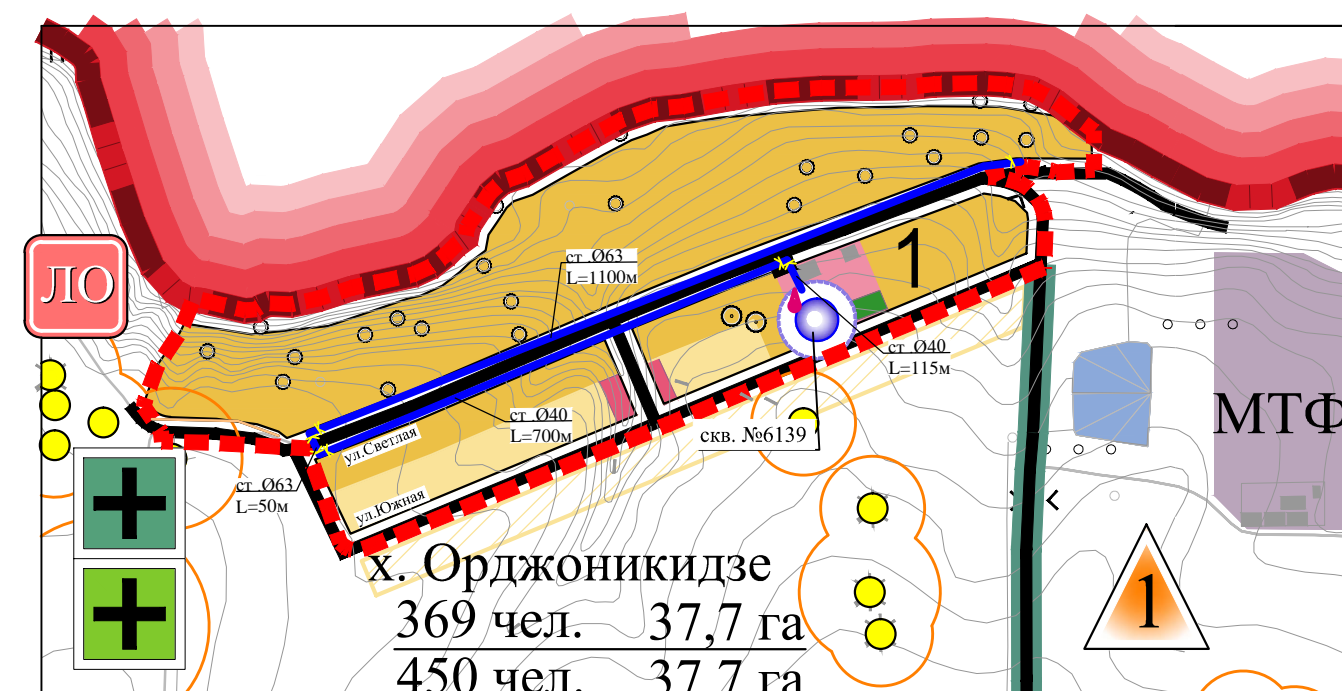 ЛО
ст .Ø63
L=1100м
1
ст .Ø40
L=115м
ст .Ø40
L=700м
ул.Светлая
скв. №6139
МТФ
ст .Ø63
L=50м
ул.Южная
х. Орджоникидзе
369 чел. 37,7 га
450 чел. 37,7 га
1